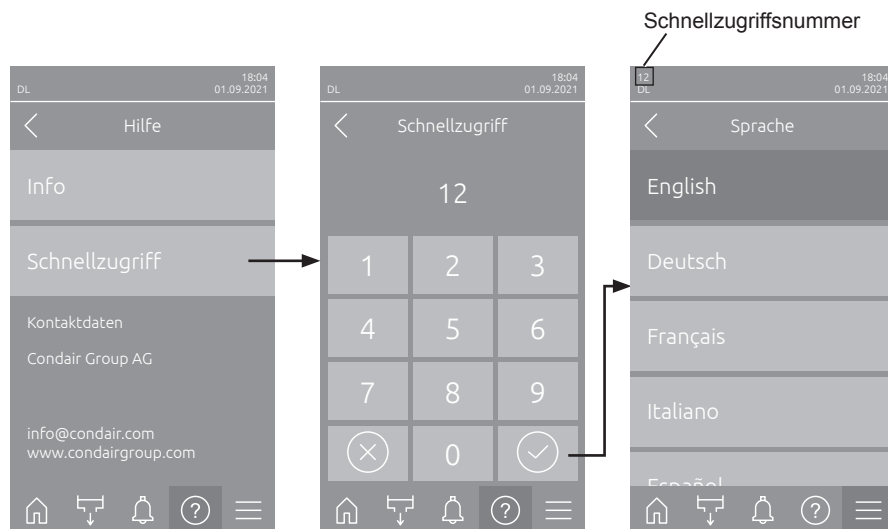 Schnellzugriffsnummer
18:04
DL
01.09.2021
Hilfe
Info
Schnellzugriff
Kontaktdaten
Condair Group AG
info@condair.com
www.condairgroup.com
?
18:04
DL
01.09.2021
Schnellzugriff
12
1 2 3
4 5 6
7 8 9
0
?
12
18:04
DL
01.09.2021
Sprache
English
Deutsch
Français
Italiano
Español
?